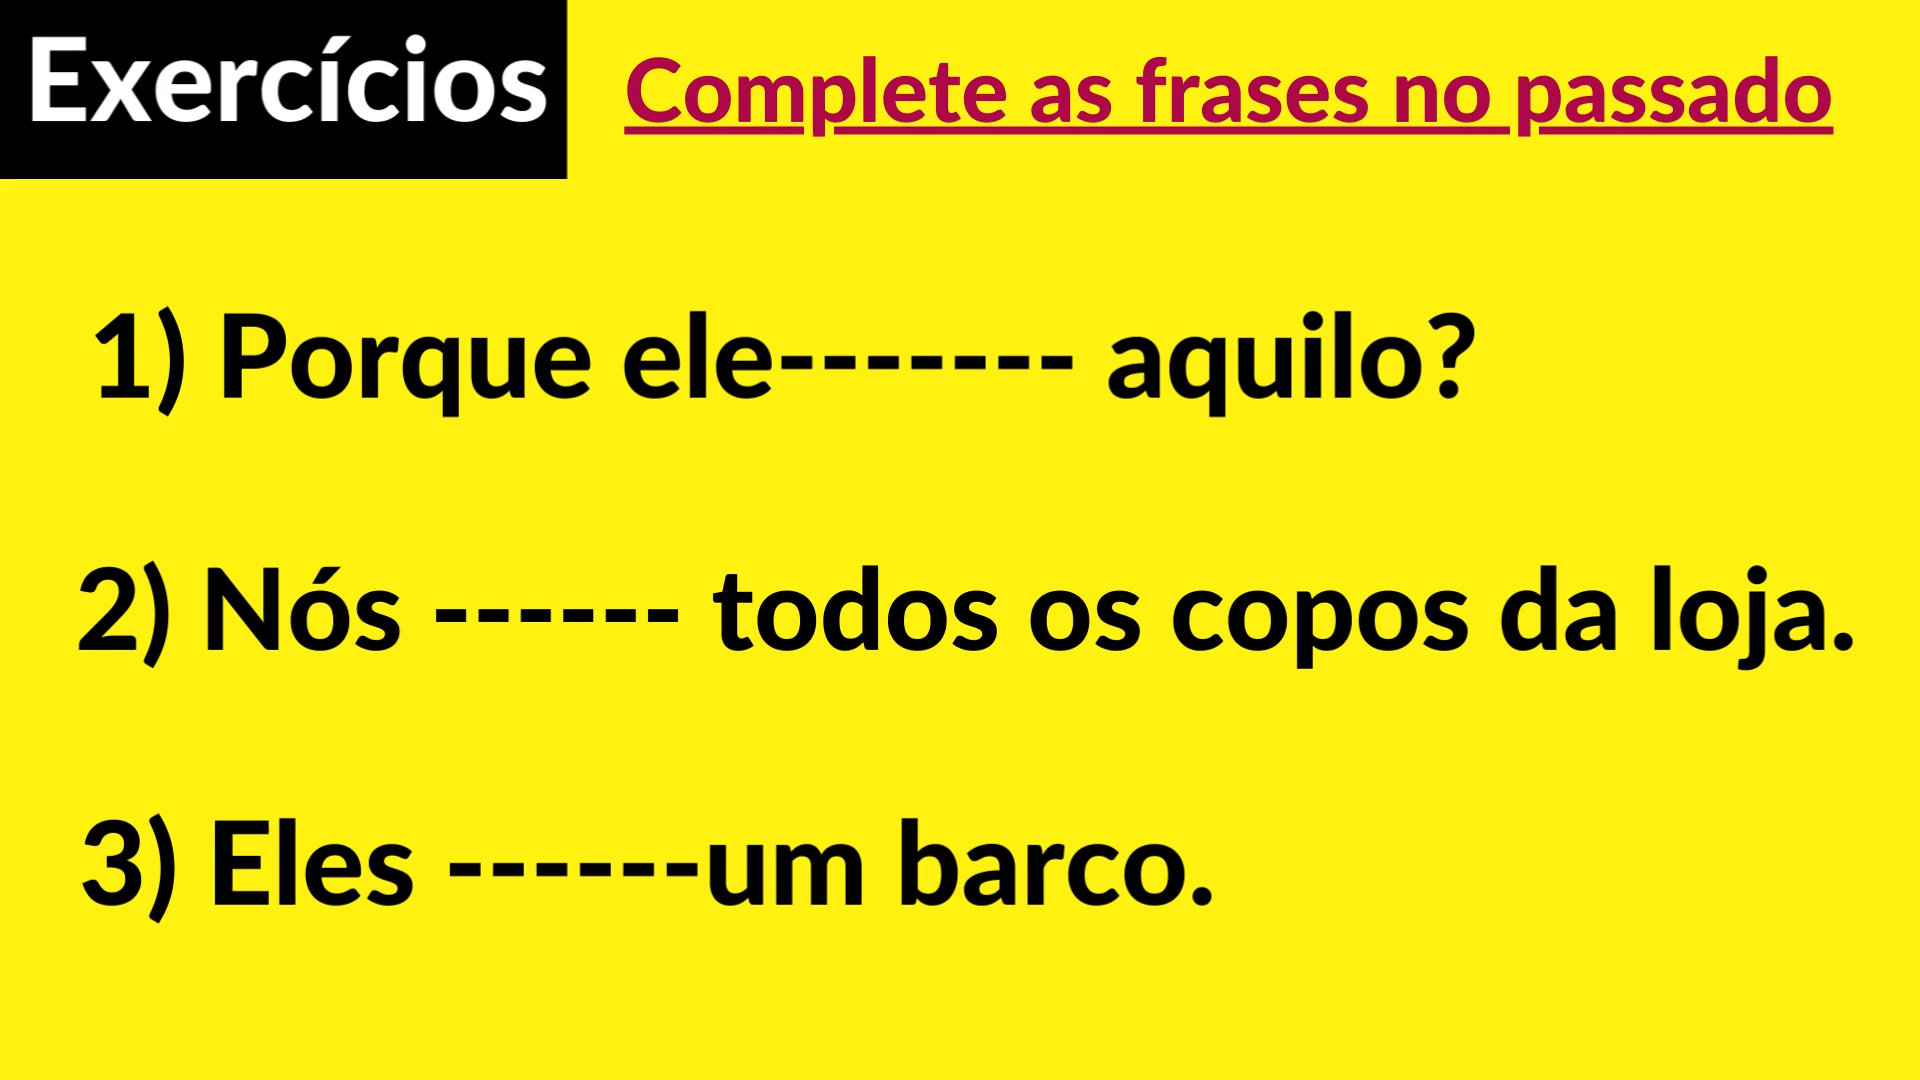 Exercícios
Complete as frases no passado
1) Porque ele------- aquilo?
2) Nós ------ todos os copos da loja.
3) Eles ------um barco.